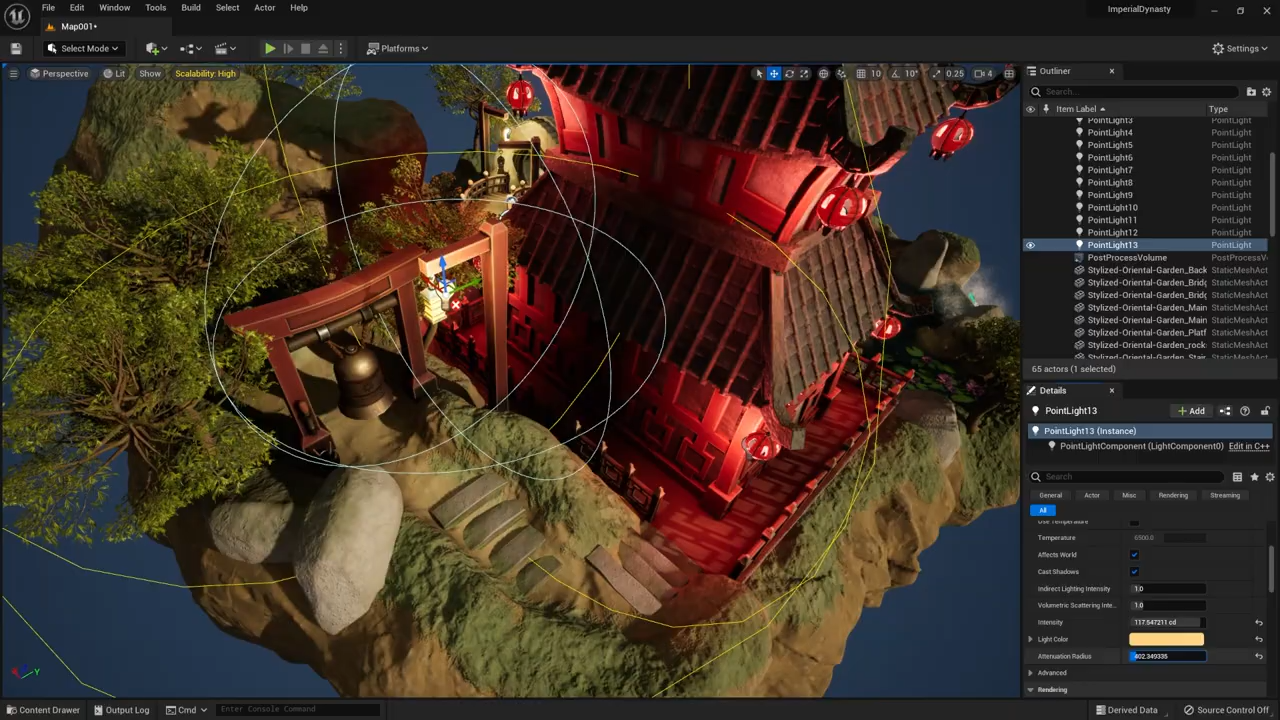 File Edit Window Tools Build Select Actor Help
ImperialDynasty
Map001•
Select Mode
Platforms
Settings
Perspective Lit Show Scalability: High
10 10° 0.25 4
Outliner
Search...
Item Label Type
PointLight3 PointLight
PointLight4 PointLight
PointLight5 PointLight
PointLight6 PointLight
PointLight7 PointLight
PointLight8 PointLight
PointLight9 PointLight
PointLight10 PointLight
PointLight11 PointLight
PointLight12 PointLight
PointLight13 PointLight
PostProcessVolume PostProcessV
Stylized-Oriental-Garden_Back StaticMeshAct
Stylized-Oriental-Garden_Bridg StaticMeshAct
Stylized-Oriental-Garden_Bridg StaticMeshAct
Stylized-Oriental-Garden_Main StaticMeshAct
Stylized-Oriental-Garden_Main StaticMeshAct
Stylized-Oriental-Garden_Platf StaticMeshAct
Stylized-Oriental-Garden_rock StaticMeshAct
Stylized-Oriental-Garden_Stair StaticMeshAct
65 actors (1 selected)
Details
PointLight13
Add
PointLight13 (Instance)
PointLightComponent (LightComponent0) Edit in C++
Search
General Actor Misc Rendering Streaming
All
Use Temperature
Temperature 6500.0
Affects World
Cast Shadows
Indirect Lighting Intensity 1.0
Volumetric Scattering Inte... 1.0
Intensity 117.547211 cd
Light Color
Attenuation Radius 402.349335
Advanced
Rendering
Content Drawer Output Log Cmd Enter Console Command
Derived Data Source Control Off
X Y